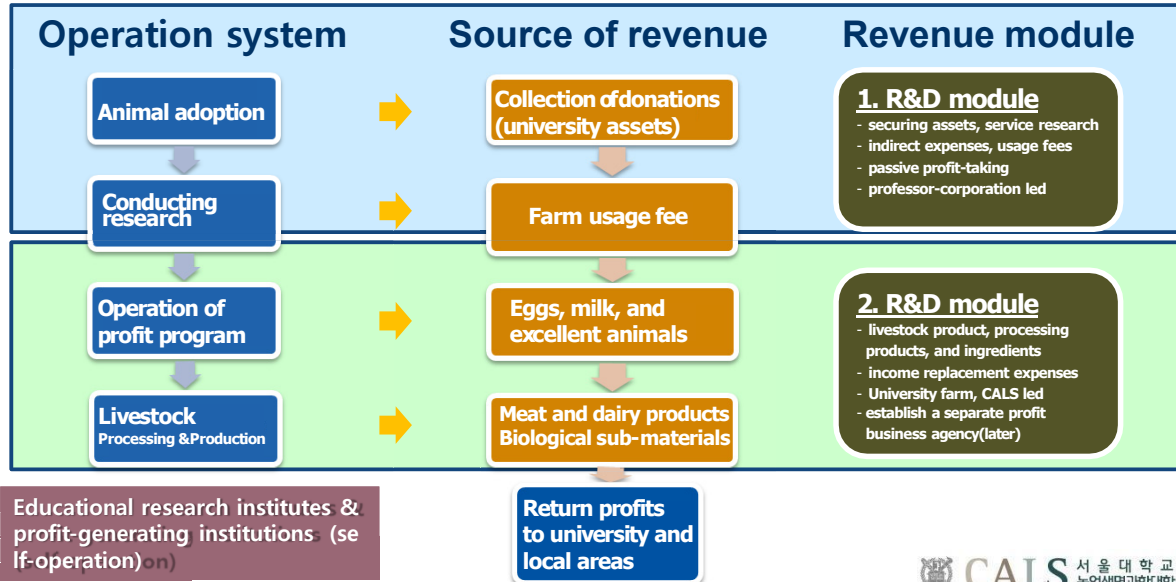 Operation system
Source of revenue
Revenue module
Animal adoption
Collection of donations
(university assets)
1. R&D module
- securing assets, service research
- indirect expenses, usage fees
- passive profit-taking
- professor-corporation led
Conducting
research
Farm usage fee
Operation of
profit program
Eggs, milk, and
excellent animals
2. R&D module
- livestock product, processing
products, and ingredients
- income replacement expenses
- University farm, CALS led
- establish a separate profit
business agency(later)
Livestock
Processing &Production
Meat and dairy products
Biological sub-materials
Educational research institutes &
profit-generating institutions (se
lf-operation)
Return profits
to university and
local areas
CALS 서울대학교